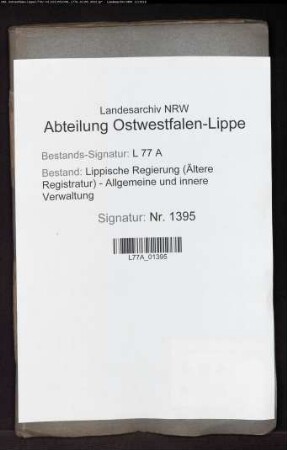 Landesarchiv NRW
Abteilung Ostwestfalen-Lippe
Bestands-Signatur: L 77 A
Bestand: Lippische Regierung (Ältere
Registratur) - Allgemeine und innere
Verwaltung
Signatur: Nr. 1395
L77A_01395